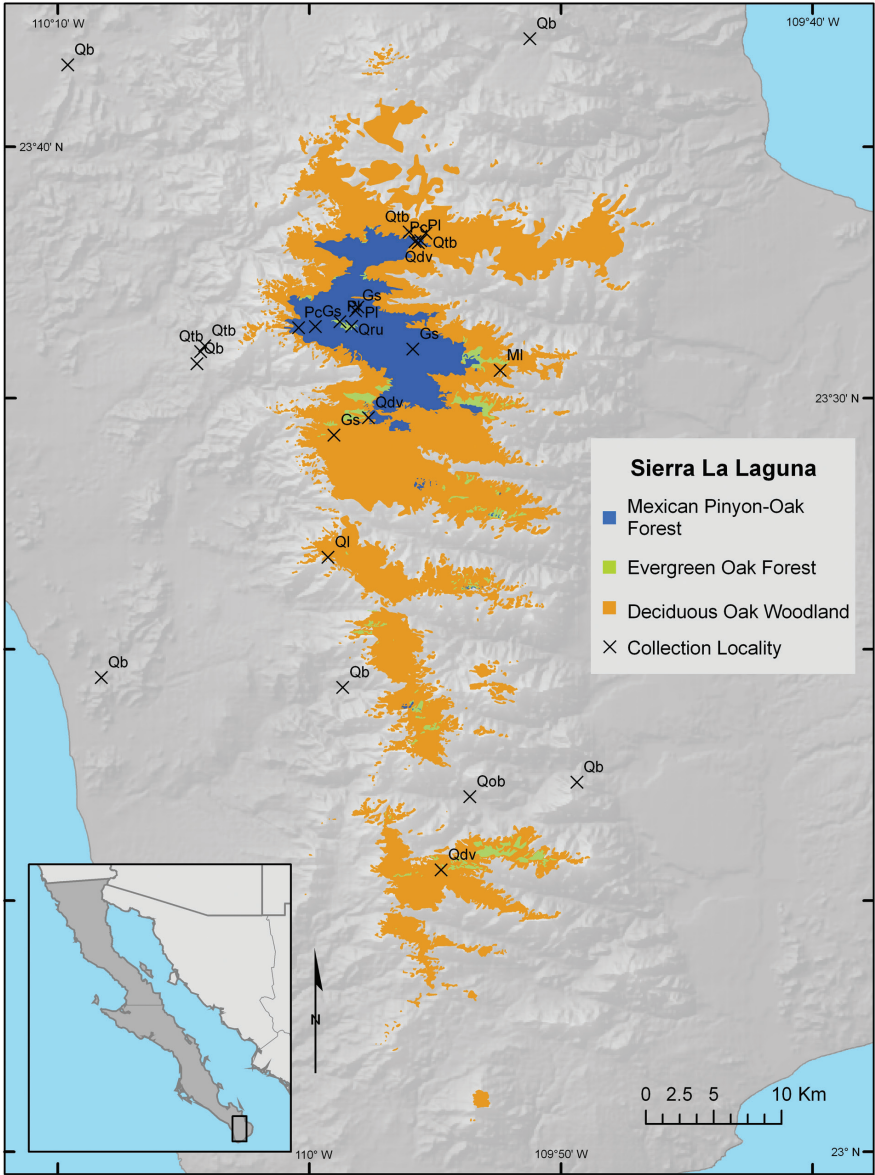 110°10' W
109°40' W
Qb
Qb
23°40' N
Qtb
Pc
Pl
Qtb
Qdv
Gs
Pl
Pc
Gs
Pl
Qru
Gs
Qtb
Qtb
Qb
Ml
23°30' N
Qdv
Gs
Sierra La Laguna
Mexican Pinyon-Oak
Forest
Evergreen Oak Forest
Deciduous Oak Woodland
Collection Locality
Ql
Qb
Qb
Qob
Qb
Qdv
N
0 2.5 5 10 Km
110° W
109°50' W
23° N